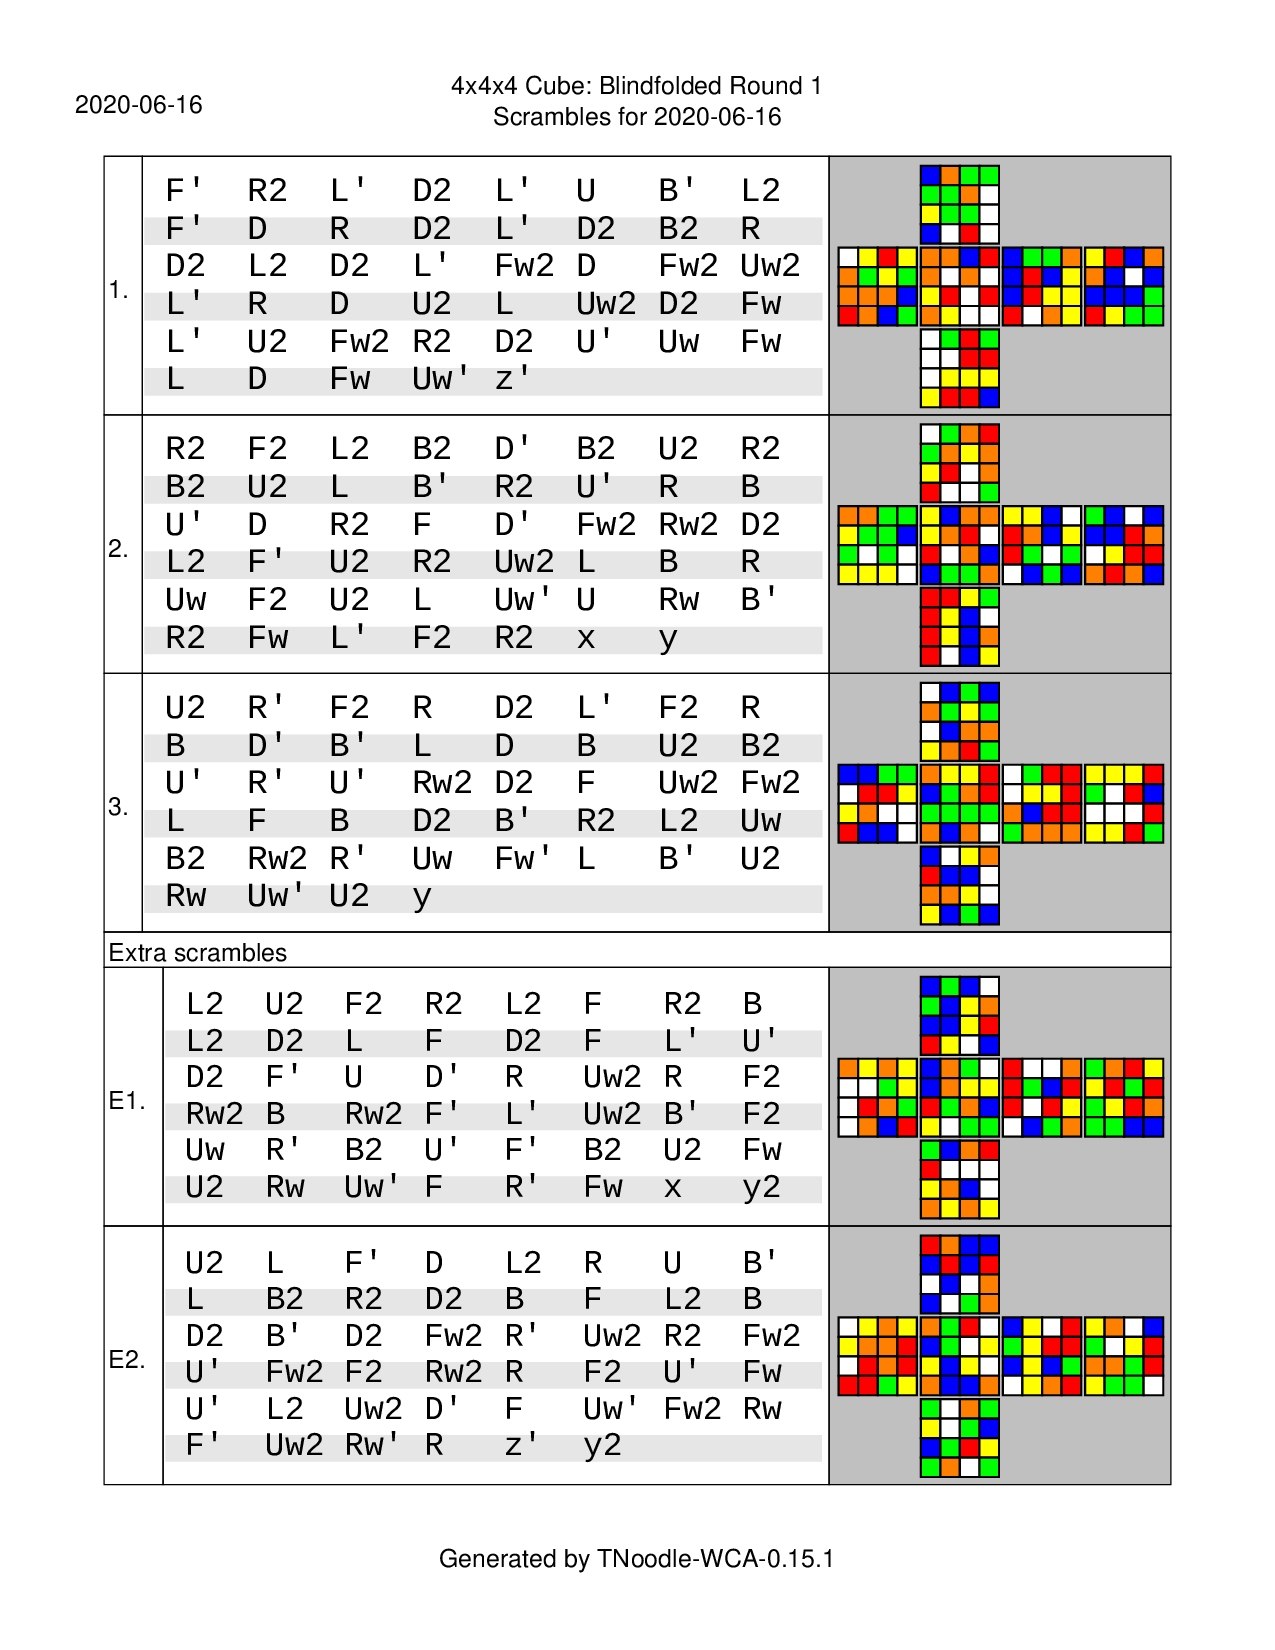 2020-06-16
4x4x4 Cube: Blindfolded Round 1
Scrambles for 2020-06-16
1.
F' R2 L' D2 L' U B' L2
F' D R D2 L' D2 B2 R
D2 L2 D2 L' Fw2 D Fw2 Uw2
L' R D U2 L Uw2 D2 Fw
L' U2 Fw2 R2 D2 U' Uw Fw
L D Fw Uw' z'
2.
R2 F2 L2 B2 D' B2 U2 R2
B2 U2 L B' R2 U' R B
U' D R2 F D' Fw2 Rw2 D2
L2 F' U2 R2 Uw2 L B R
Uw F2 U2 L Uw' U Rw B'
R2 Fw L' F2 R2 x y
3.
U2 R' F2 R D2 L' F2 R
B D' B' L D B U2 B2
U' R' U' Rw2 D2 F Uw2 Fw2
L F B D2 B' R2 L2 Uw
B2 Rw2 R' Uw Fw' L B' U2
Rw Uw' U2 y
Extra scrambles
E1.
L2 U2 F2 R2 L2 F R2 B
L2 D2 L F D2 F L' U'
D2 F' U D' R Uw2 R F2
Rw2 B Rw2 F' L' Uw2 B' F2
Uw R' B2 U' F' B2 U2 Fw
U2 Rw Uw' F R' Fw x y2
E2.
U2 L F' D L2 R U B'
L B2 R2 D2 B F L2 B
D2 B' D2 Fw2 R' Uw2 R2 Fw2
U' Fw2 F2 Rw2 R F2 U' Fw
U' L2 Uw2 D' F Uw' Fw2 Rw
F' Uw2 Rw' R z' y2
Generated by TNoodle-WCA-0.15.1